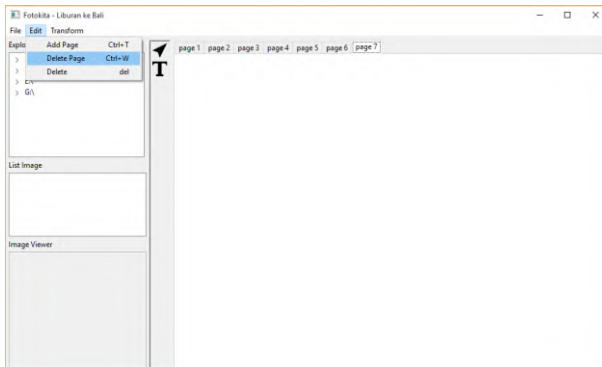 Fotokita - Liburan ke Bali
File Edit Transform
Add Page Ctrl+T
Delete Page Ctrl+W
Delete del
G:\
T
page 1 page 2 page 3 page 4 page 5 page 6 page 7
List Image
Image Viewer